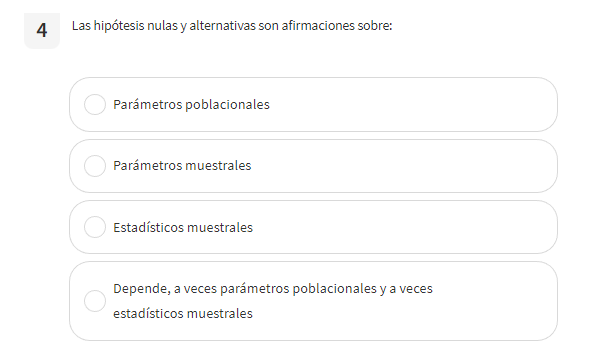 4
Las hipótesis nulas y alternativas son afirmaciones sobre:
Parámetros poblacionales
Parámetros muestrales
Estadísticos muestrales
Depende, a veces parámetros poblacionales y a veces
estadísticos muestrales